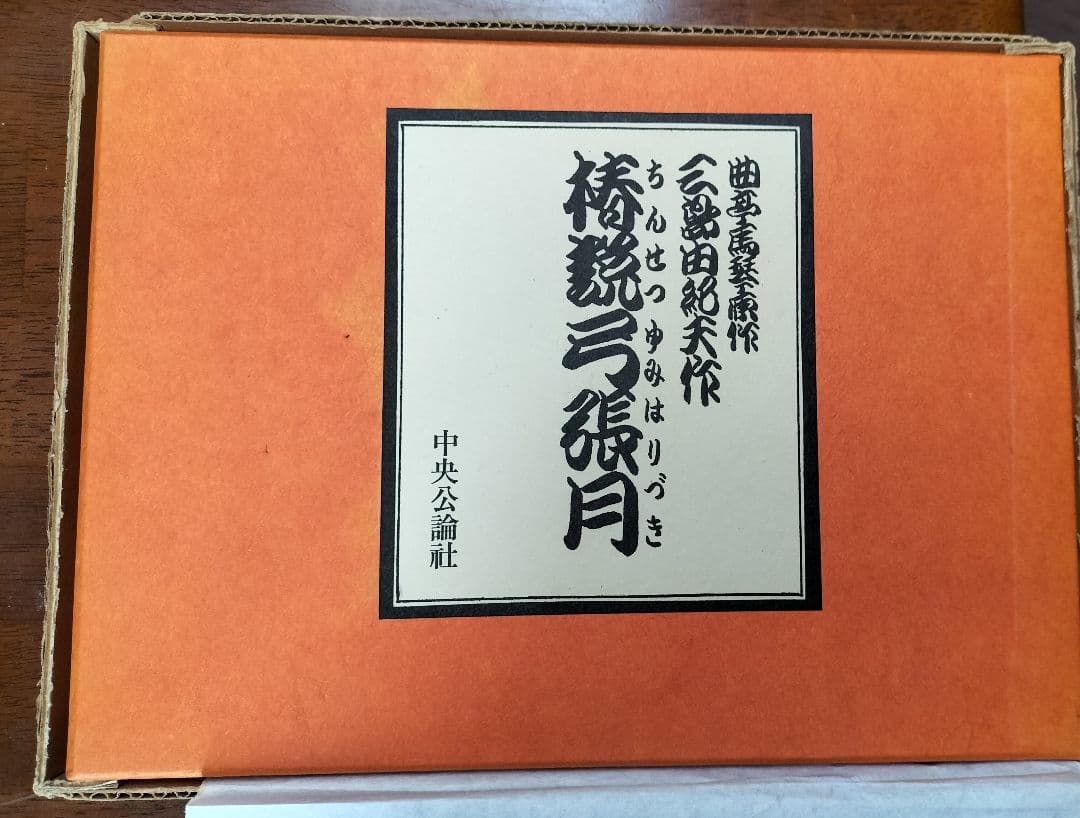 曲亭馬琴原作
三島由紀夫作
椿説弓張月
ちんせつゆみはりづき
中央公論社